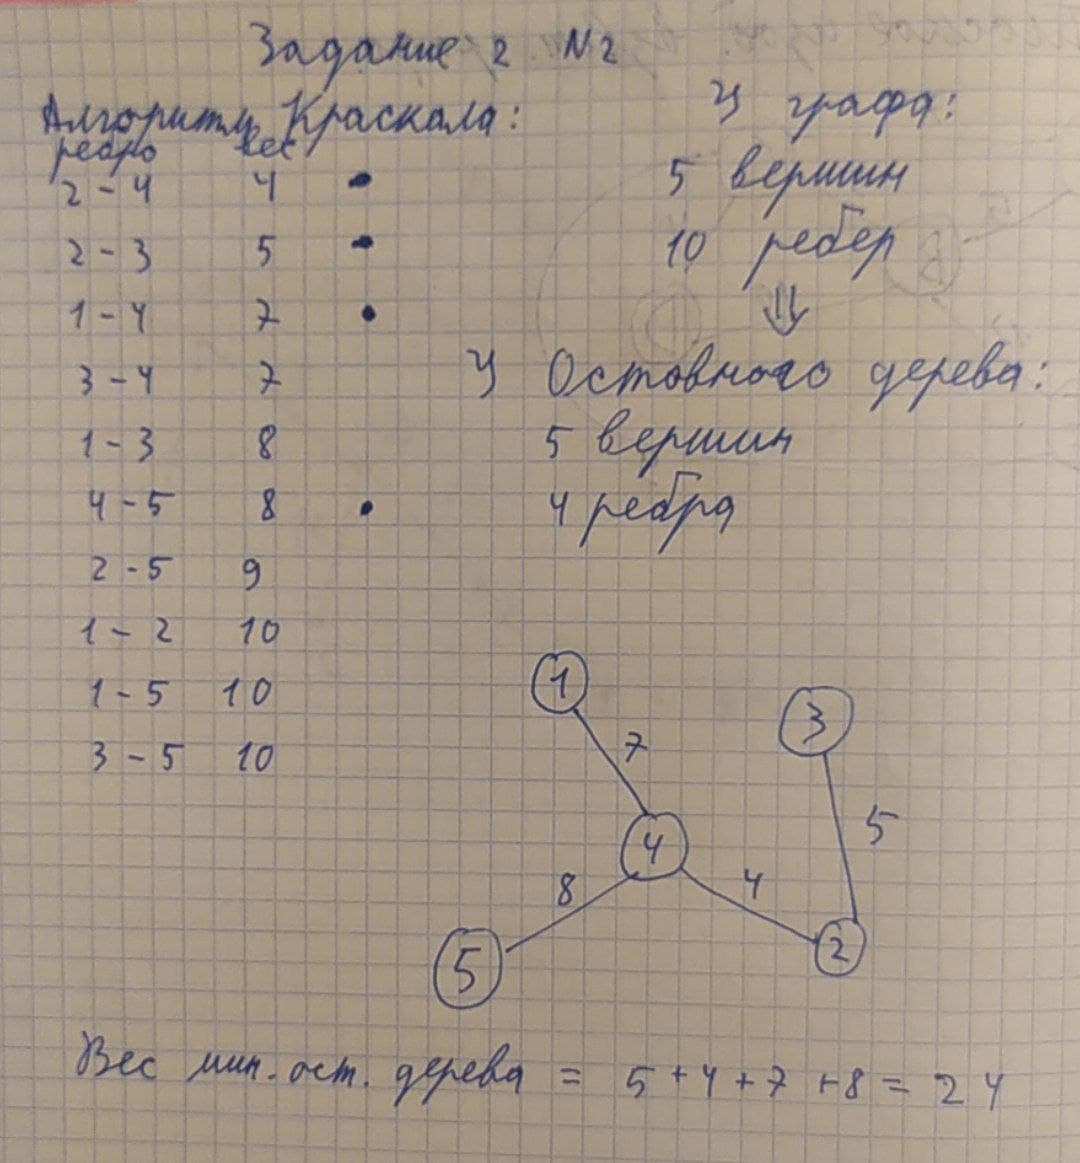 Задание 2 N2
Алгоритм Краскала:
ребро вес
2-4 4 •
2-3 5 •
1-4 7 •
3-4 7
1-3 8
4-5 8 •
2-5 9
1-2 10
1-5 10
3-5 10
У графа:
5 вершин
10 ребер
⇓
У Остовного дерева:
5 вершин
4 ребра
1
3
7
4
5
8
4
5
2
Вес мин. ост. дерева = 5+4+7+8=24